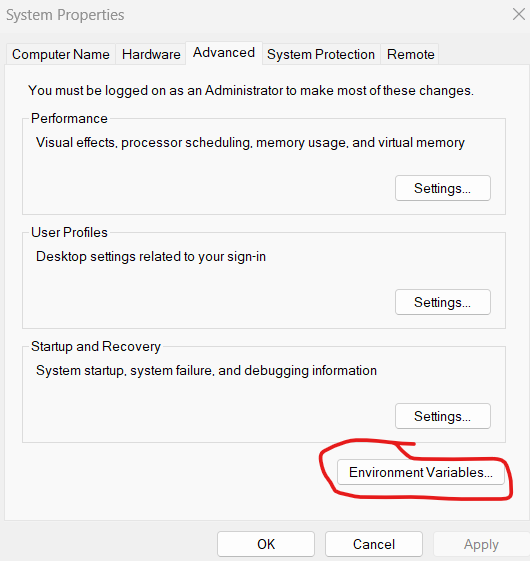 System Properties
Computer Name Hardware Advanced System Protection Remote
You must be logged on as an Administrator to make most of these changes.
Performance
Visual effects, processor scheduling, memory usage, and virtual memory
Settings...
User Profiles
Desktop settings related to your sign-in
Settings...
Startup and Recovery
System startup, system failure, and debugging information
Settings...
Environment Variables...
OK Cancel Apply